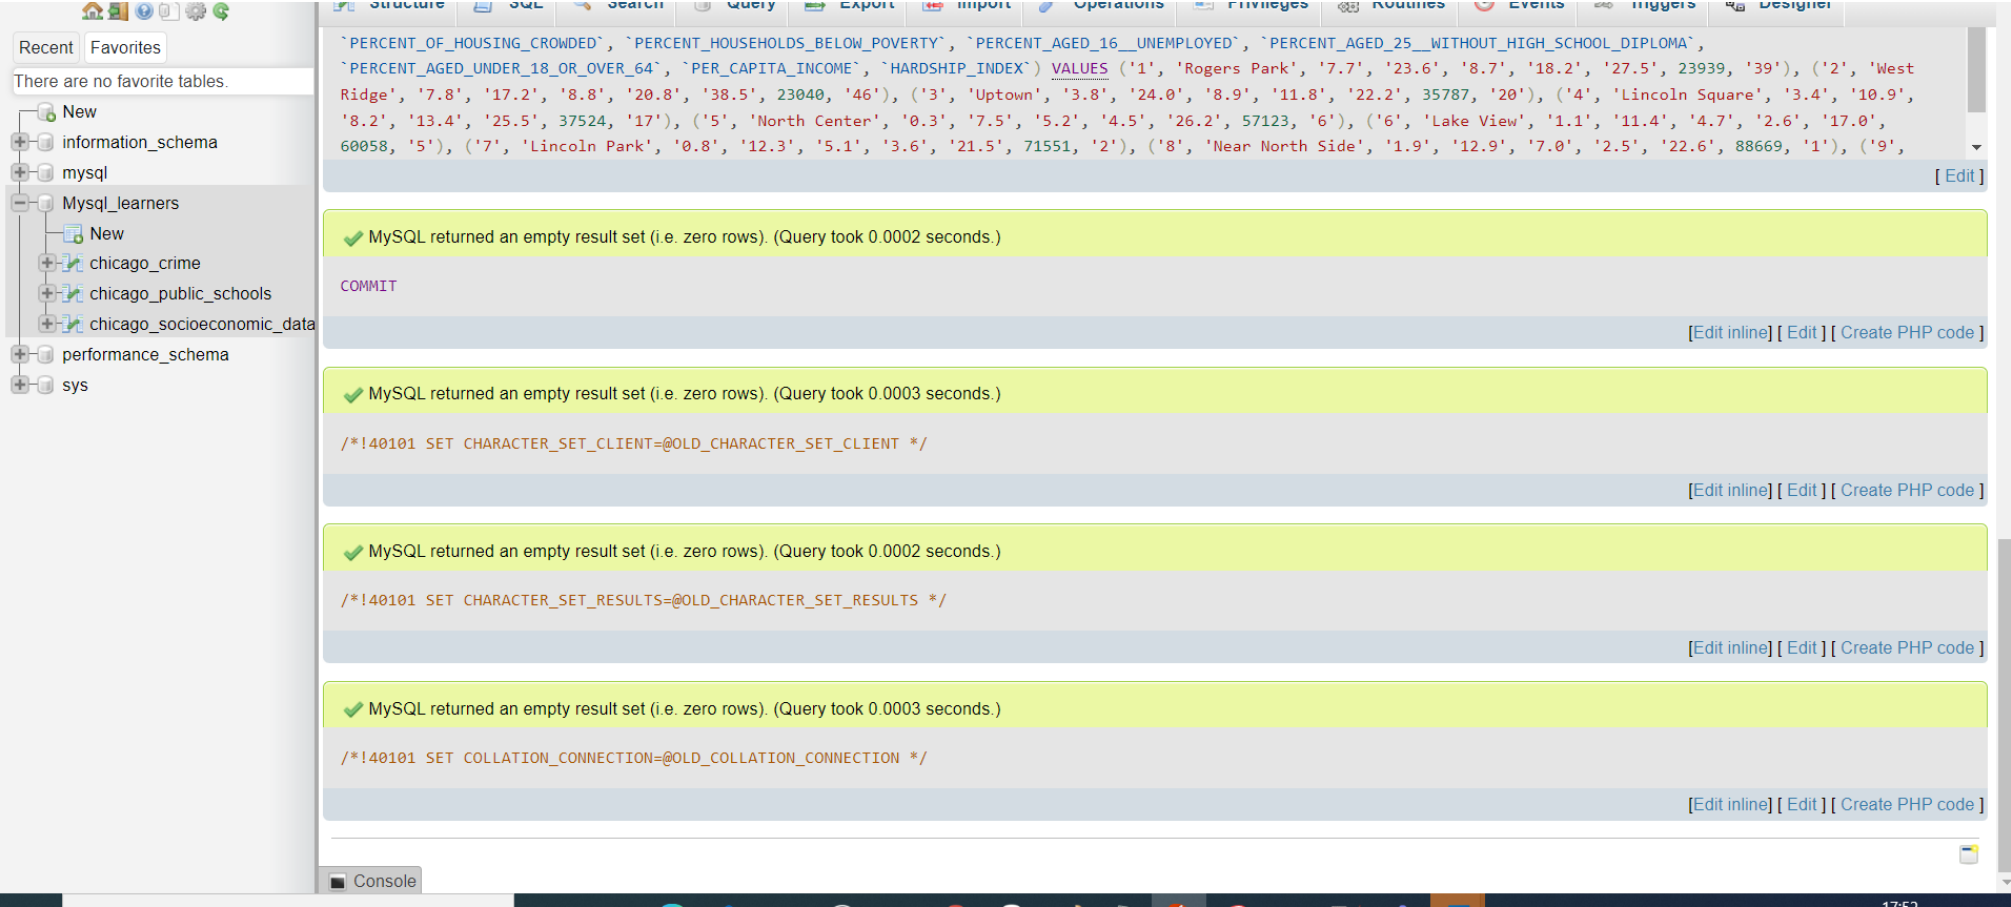 Structure SQL Search Query Export Import Operations Privileges Routines Events Triggers Designer
Recent Favorites
There are no favorite tables.
New
information_schema
mysql
Mysql_learners
New
chicago_crime
chicago_public_schools
chicago_socioeconomic_data
performance_schema
sys
`PERCENT_OF_HOUSING_CROWDED`, `PERCENT_HOUSEHOLDS_BELOW_POVERTY`, `PERCENT_AGED_16__UNEMPLOYED`, `PERCENT_AGED_25__WITHOUT_HIGH_SCHOOL_DIPLOMA`,
`PERCENT_AGED_UNDER_18_OR_OVER_64`, `PER_CAPITA_INCOME`, `HARDSHIP_INDEX`) VALUES ('1', 'Rogers Park', '7.7', '23.6', '8.7', '18.2', '27.5', 23939, '39'), ('2', 'West
Ridge', '7.8', '17.2', '8.8', '20.8', '38.5', 23040, '46'), ('3', 'Uptown', '3.8', '24.0', '8.9', '11.8', '22.2', 35787, '20'), ('4', 'Lincoln Square', '3.4', '10.9',
'8.2', '13.4', '25.5', 37524, '17'), ('5', 'North Center', '0.3', '7.5', '5.2', '4.5', '26.2', 57123, '6'), ('6', 'Lake View', '1.1', '11.4', '4.7', '2.6', '17.0',
60058, '5'), ('7', 'Lincoln Park', '0.8', '12.3', '5.1', '3.6', '21.5', 71551, '2'), ('8', 'Near North Side', '1.9', '12.9', '7.0', '2.5', '22.6', 88669, '1'), ('9',
[ Edit ]
MySQL returned an empty result set (i.e. zero rows). (Query took 0.0002 seconds.)
COMMIT
[Edit inline] [ Edit ] [ Create PHP code ]
MySQL returned an empty result set (i.e. zero rows). (Query took 0.0003 seconds.)
/*!40101 SET CHARACTER_SET_CLIENT=@OLD_CHARACTER_SET_CLIENT */
[Edit inline] [ Edit ] [ Create PHP code ]
MySQL returned an empty result set (i.e. zero rows). (Query took 0.0002 seconds.)
/*!40101 SET CHARACTER_SET_RESULTS=@OLD_CHARACTER_SET_RESULTS */
[Edit inline] [ Edit ] [ Create PHP code ]
MySQL returned an empty result set (i.e. zero rows). (Query took 0.0003 seconds.)
/*!40101 SET COLLATION_CONNECTION=@OLD_COLLATION_CONNECTION */
[Edit inline] [ Edit ] [ Create PHP code ]
Console
17:52